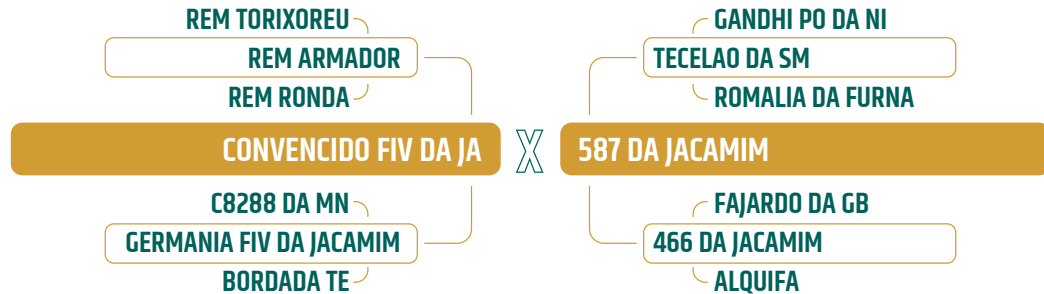 REM TORIXOREU
REM ARMADOR
REM RONDA
CONVENCIDO FIV DA JA
C8288 DA MN
GERMANIA FIV DA JACAMIM
BORDADA TE
X
GANDHI PO DA NI
TECELAO DA SM
ROMALIA DA FURNA
587 DA JACAMIM
FAJARDO DA GB
466 DA JACAMIM
ALQUIFA